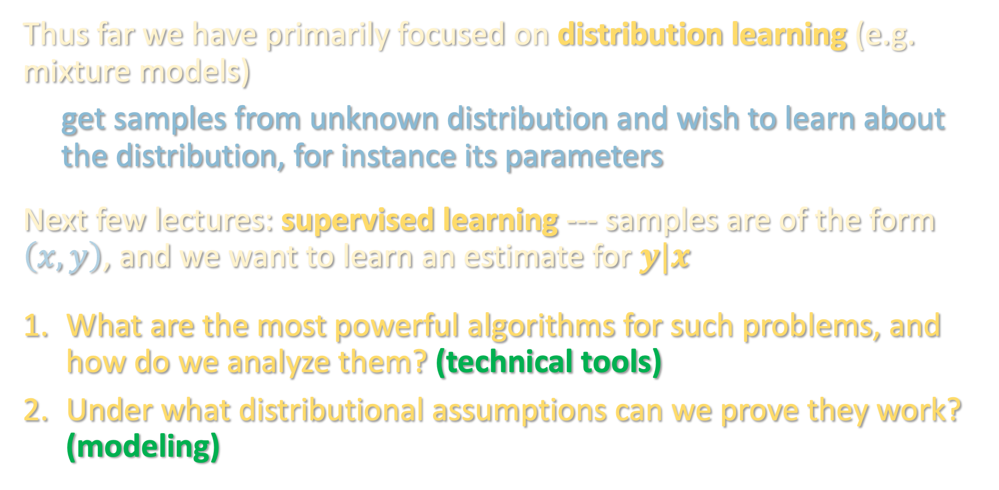 Thus far we have primarily focused on distribution learning (e.g.
mixture models)
get samples from unknown distribution and wish to learn about
the distribution, for instance its parameters
Next few lectures: supervised learning --- samples are of the form
(x, y), and we want to learn an estimate for y|x
1. What are the most powerful algorithms for such problems, and
how do we analyze them? (technical tools)
2. Under what distributional assumptions can we prove they work?
(modeling)